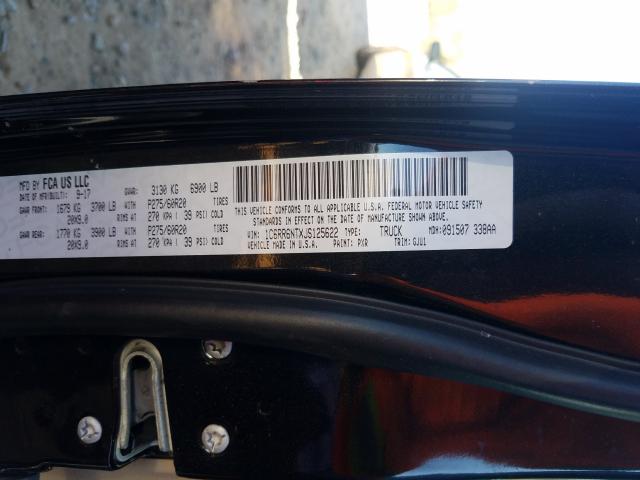 MFD BY FCA US LLC
DATE OF MFR(BUILT): 9-17 GVWR: 3130 KG 6900 LB
GAWR FRONT: 1679 KG 3700 LB WITH P275/60R20 TIRES
20X9.0 RIMS AT 270 KPA ( 39 PSI) COLD
GAWR REAR: 1770 KG 3900 LB WITH P275/60R20 TIRES
20X9.0 RIMS AT 270 KPA ( 39 PSI) COLD
THIS VEHICLE CONFORMS TO ALL APPLICABLE U.S.A. FEDERAL MOTOR VEHICLE SAFETY
STANDARDS IN EFFECT ON THE DATE OF MANUFACTURE SHOWN ABOVE.
VIN: 1C6RR6NTXJS125622 TYPE: TRUCK MDH: 091507 338AA
VEHICLE MADE IN U.S.A. PAINT: PXR TRIM: GJU1